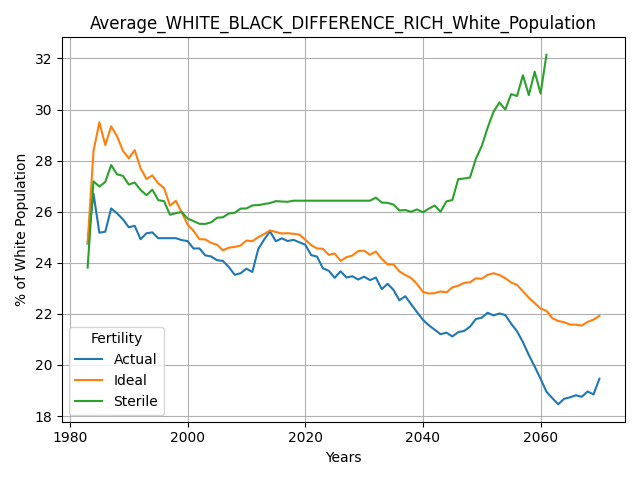 Average_WHITE_BLACK_DIFFERENCE_RICH_White_Population
% of White Population
32
30
28
26
24
22
20
18
Fertility
Actual
Ideal
Sterile
1980
2000
2020
2040
2060
Years